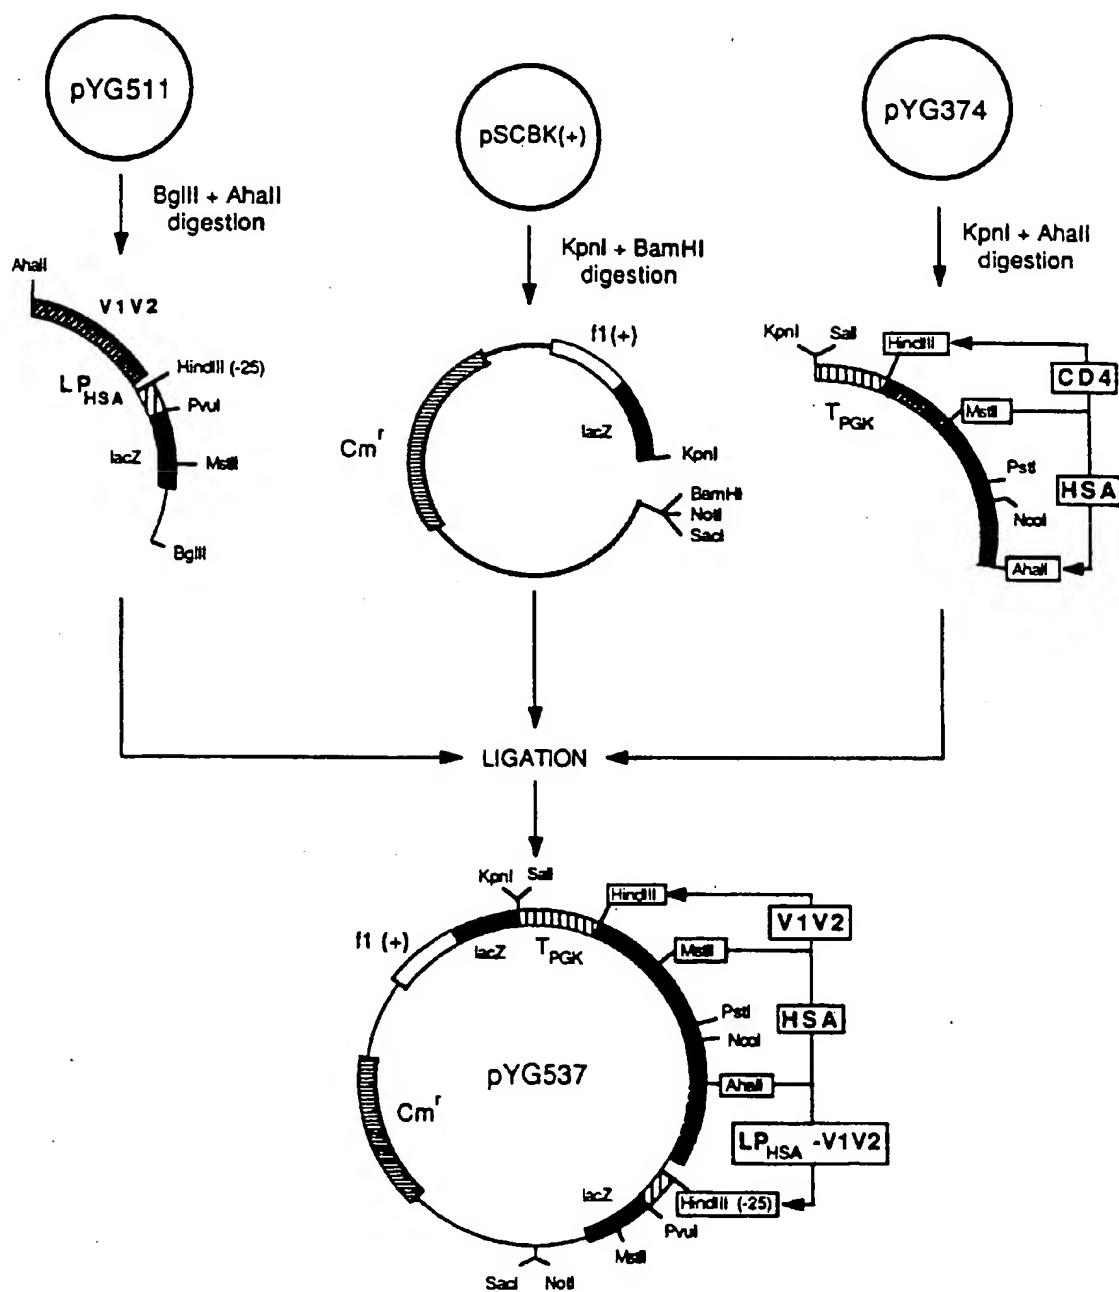 pYG511
pSCBK(+)
pYG374
BglII + AhaII
digestion
KpnI + BamHI
digestion
KpnI + AhaII
digestion
AhaII
V1V2
HindIII (-25)
LP HSA
PvuI
lacZ
MstII
BglII
f1 (+)
Cm r
lacZ
KpnI
BamHI
NotI
SacI
KpnI
SalI
HindIII
CD4
T PGK
MstII
PstI
HSA
NcoI
AhaII
LIGATION
KpnI
SalI
HindIII
V1V2
f1 (+)
lacZ
T PGK
MstII
PstI
HSA
NcoI
pYG537
AhaII
Cm r
LP HSA -V1V2
lacZ
HindIII (-25)
PvuI
MstII
SacI
NotI